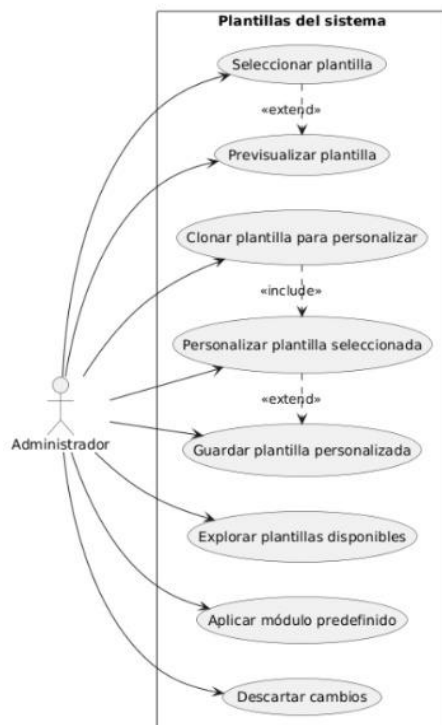 Plantillas del sistema
Seleccionar plantilla
«extend»
Previsualizar plantilla
Clonar plantilla para personalizar
«include»
Personalizar plantilla seleccionada
«extend»
Administrador
Guardar plantilla personalizada
Explorar plantillas disponibles
Aplicar módulo predefinido
Descartar cambios